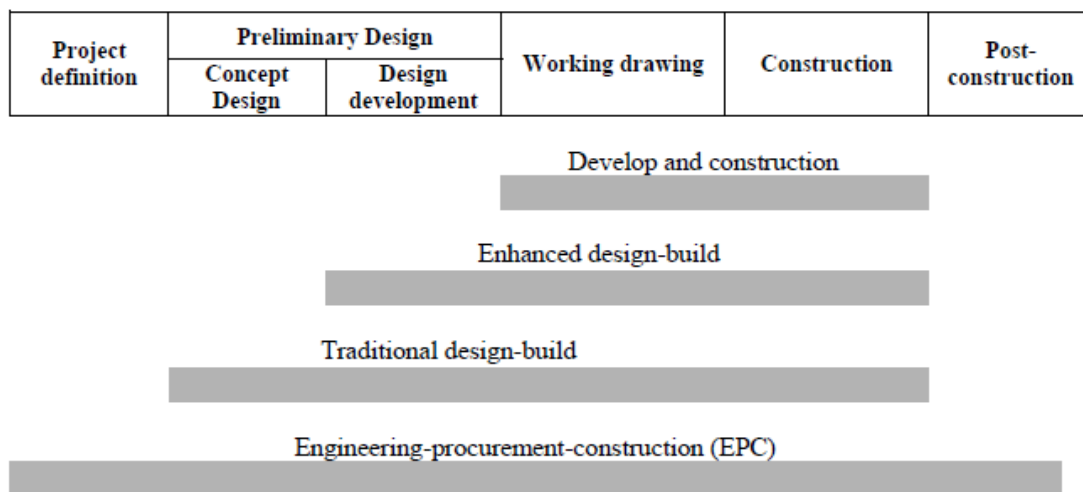 Project
definition
Preliminary Design
Concept
Design
Design
development
Working drawing
Construction
Post-
construction
Develop and construction
Enhanced design-build
Traditional design-build
Engineering-procurement-construction (EPC)